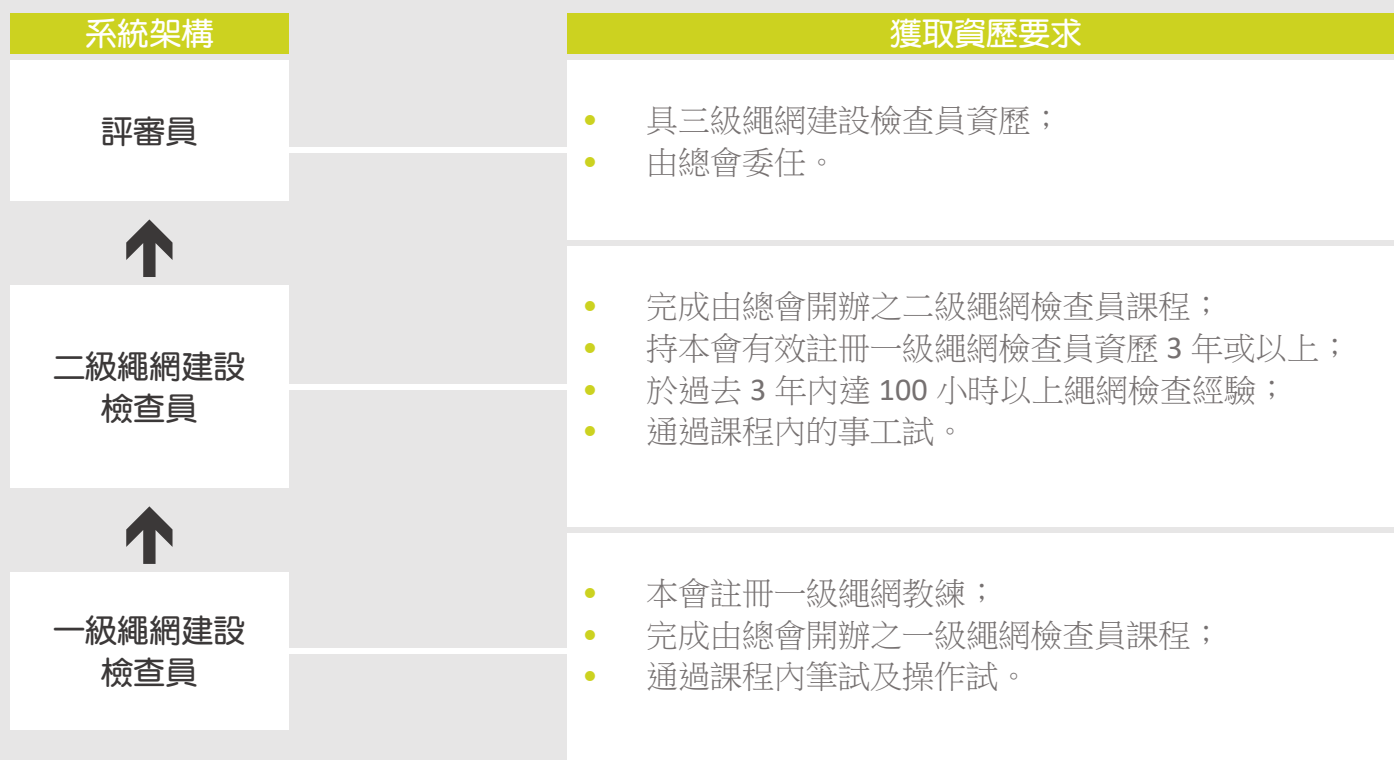 系統架構
獲取資歷要求
評審員
• 具三級繩網建設檢查員資歷；
• 由總會委任。
二級繩網建設
檢查員
• 完成由總會開辦之二級繩網檢查員課程；
• 持本會有效註冊一級繩網檢查員資歷 3 年或以上；
• 於過去 3 年內達 100 小時以上繩網檢查經驗；
• 通過課程內的事工試。
一級繩網建設
檢查員
• 本會註冊一級繩網教練；
• 完成由總會開辦之一級繩網檢查員課程；
• 通過課程內筆試及操作試。